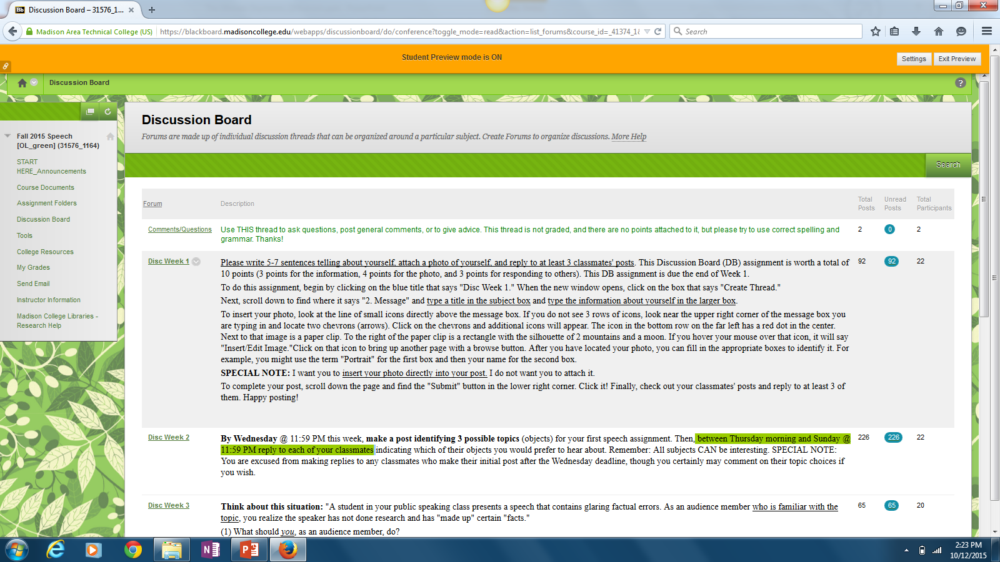 Discussion Board – 31576_1...
Madison Area Technical College (US)
https://blackboard.madisoncollege.edu/webapps/discussionboard/do/conference?toggle_mode=read&action=list_forums&course_id=_41374_1&
Search
Student Preview mode is ON
Settings
Exit Preview
Discussion Board
?
Fall 2015 Speech
[OL_green] (31576_1164)
START
HERE_Announcements
Course Documents
Assignment Folders
Discussion Board
Tools
College Resources
My Grades
Send Email
Instructor Information
Madison College Libraries -
Research Help
Discussion Board
Forums are made up of individual discussion threads that can be organized around a particular subject. Create Forums to organize discussions. More Help
Search
Forum
Description
Total
Posts
Unread
Posts
Total
Participants
Comments/Questions
Use THIS thread to ask questions, post general comments, or to give advice. This thread is not graded, and there are no points attached to it, but please try to use correct spelling and
grammar. Thanks!
2
0
2
Disc Week 1
Please write 5-7 sentences telling about yourself, attach a photo of yourself, and reply to at least 3 classmates' posts. This Discussion Board (DB) assignment is worth a total of
10 points (3 points for the information, 4 points for the photo, and 3 points for responding to others). This DB assignment is due the end of Week 1.
To do this assignment, begin by clicking on the blue title that says "Disc Week 1." When the new window opens, click on the box that says "Create Thread."
Next, scroll down to find where it says "2. Message" and type a title in the subject box and type the information about yourself in the larger box.
To insert your photo, look at the line of small icons directly above the message box. If you do not see 3 rows of icons, look near the upper right corner of the message box you
are typing in and locate two chevrons (arrows). Click on the chevrons and additional icons will appear. The icon in the bottom row on the far left has a red dot in the center.
Next to that image is a paper clip. To the right of the paper clip is a rectangle with the silhouette of 2 mountains and a moon. If you hover your mouse over that icon, it will say
"Insert/Edit Image."Click on that icon to bring up another page with a browse button. After you have located your photo, you can fill in the appropriate boxes to identify it. For
example, you might use the term "Portrait" for the first box and then your name for the second box.
SPECIAL NOTE: I want you to insert your photo directly into your post. I do not want you to attach it.
To complete your post, scroll down the page and find the "Submit" button in the lower right corner. Click it! Finally, check out your classmates' posts and reply to at least 3 of
them. Happy posting!
92
92
22
Disc Week 2
By Wednesday @ 11:59 PM this week, make a post identifying 3 possible topics (objects) for your first speech assignment. Then, between Thursday morning and Sunday @
11:59 PM reply to each of your classmates indicating which of their objects you would prefer to hear about. Remember: All subjects CAN be interesting. SPECIAL NOTE:
You are excused from making replies to any classmates who make their initial post after the Wednesday deadline, though you certainly may comment on their topic choices if
you wish.
226
226
22
Disc Week 3
Think about this situation: "A student in your public speaking class presents a speech that contains glaring factual errors. As an audience member who is familiar with the
topic, you realize the speaker has not done research and has "made up" certain "facts."
(1) What should you, as an audience member, do?
65
65
20
2:23 PM
10/12/2015